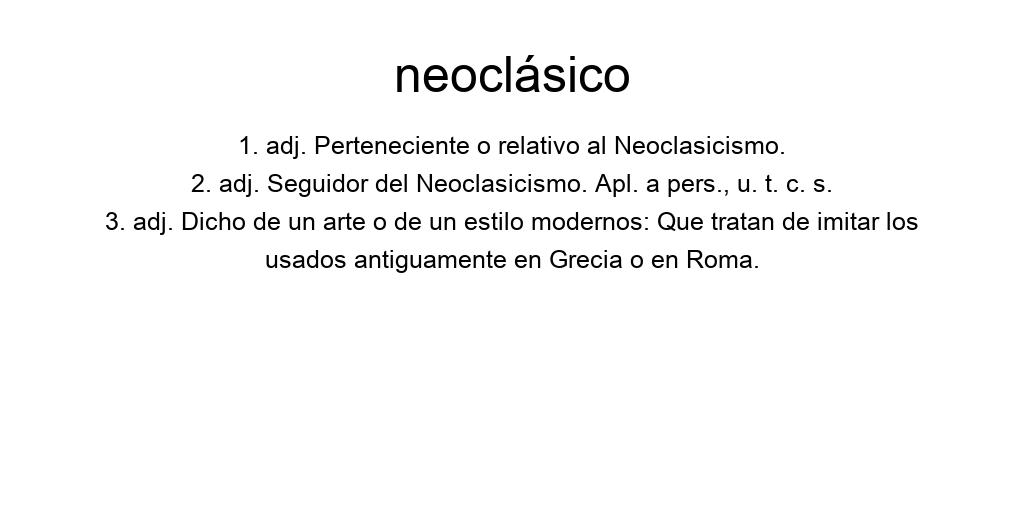 neoclásico
1. adj. Perteneciente o relativo al Neoclasicismo.
2. adj. Seguidor del Neoclasicismo. Apl. a pers., u. t. c. s.
3. adj. Dicho de un arte o de un estilo modernos: Que tratan de imitar los
usados antiguamente en Grecia o en Roma.